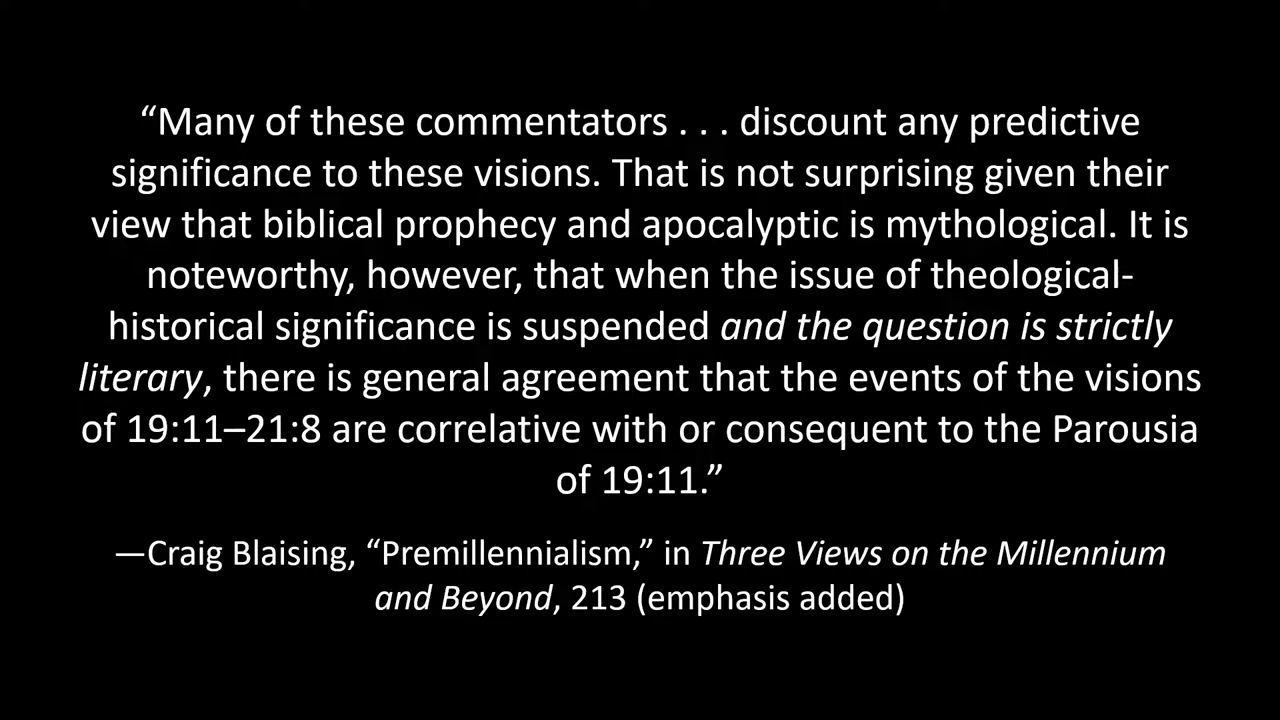 “Many of these commentators . . . discount any predictive
significance to these visions. That is not surprising given their
view that biblical prophecy and apocalyptic is mythological. It is
noteworthy, however, that when the issue of theological-
historical significance is suspended and the question is strictly
literary, there is general agreement that the events of the visions
of 19:11–21:8 are correlative with or consequent to the Parousia
of 19:11.”
—Craig Blaising, “Premillennialism,” in Three Views on the Millennium
and Beyond, 213 (emphasis added)